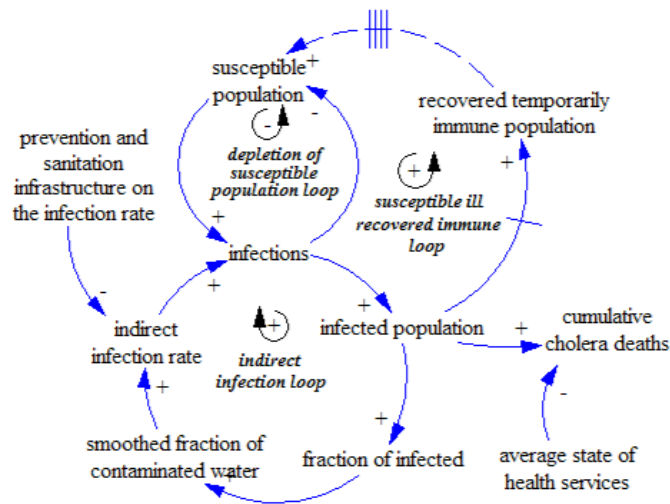 susceptible
population
+
-
-
depletion of
susceptible
population loop
recovered temporarily
immune population
+
+
susceptible ill
recovered immune
loop
prevention and
sanitation
infrastructure on
the infection rate
+
infections
+
-
+
indirect
infection rate
+
indirect
infection loop
+
infected population
+
cumulative
cholera deaths
-
+
smoothed fraction of
contaminated water
+
+
fraction of infected
average state of
health services